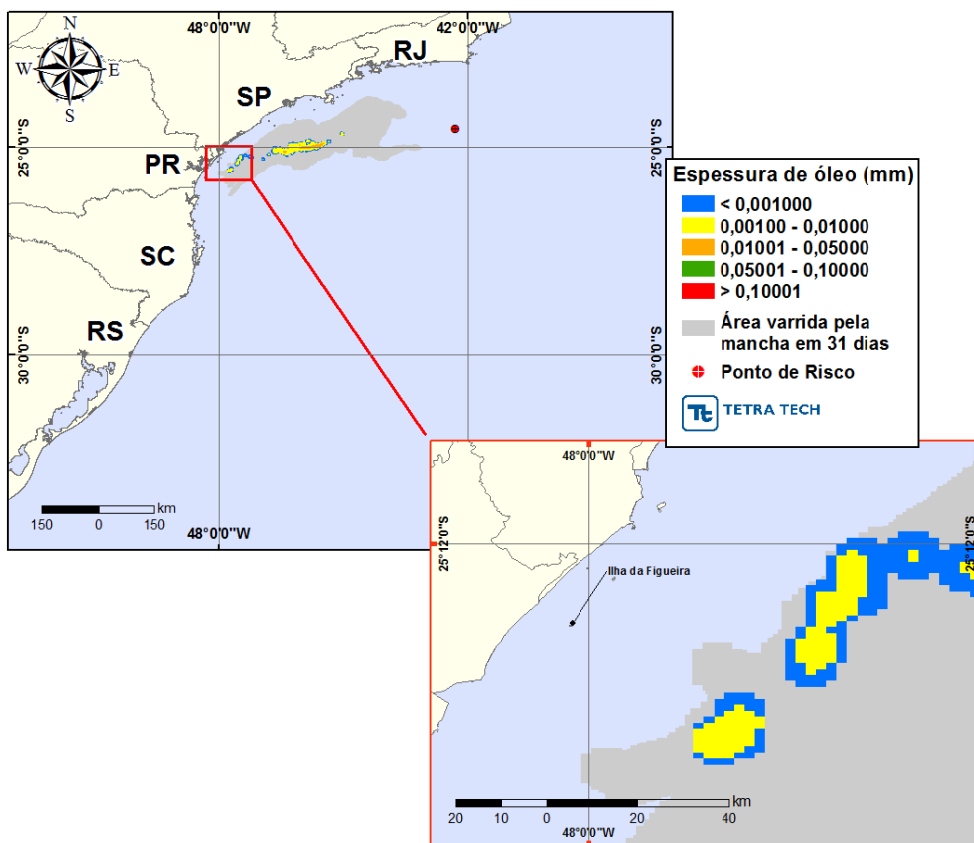 48°0'0"W
42°0'0"W
N
W
E
S
RJ
SP
25°0'0"S
25°0'0"S
PR
SC
RS
30°0'0"S
30°0'0"S
150
0
150
km
48°0'0"W
Espessura de óleo (mm)
< 0,001000
0,00100 - 0,01000
0,01001 - 0,05000
0,05001 - 0,10000
> 0,10001
Área varrida pela
mancha em 31 dias
Ponto de Risco
Tt TETRA TECH
48°0'0"W
25°12'0"S
25°12'0"S
Ilha da Figueira
20
10
0
20
40
km
48°0'0"W